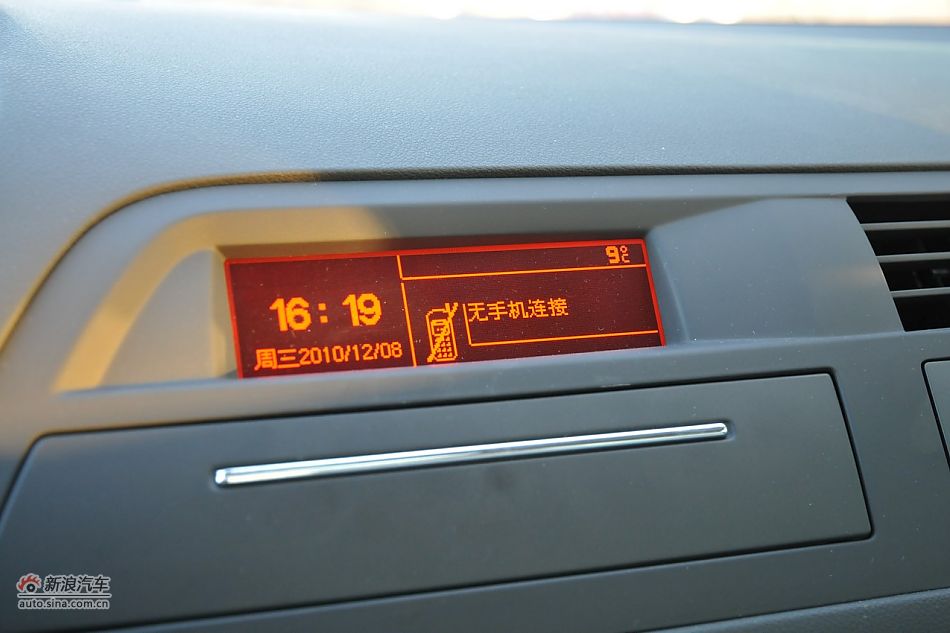 9℃
16:19
无手机连接
周三2010/12/08
新浪汽车
auto.sina.com.cn